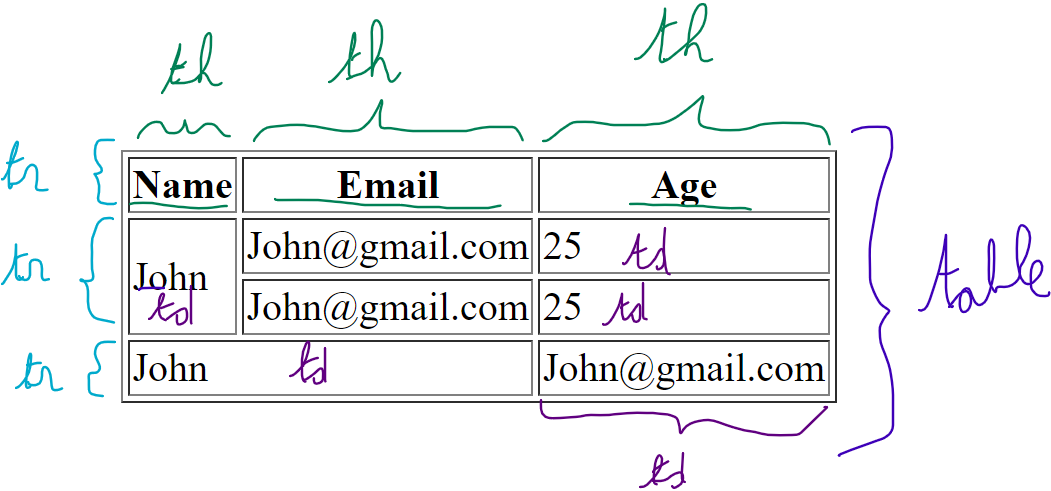 th th th
tr Name Email Age
tr John John@gmail.com 25 td
td John@gmail.com 25 td
table
tr John td John@gmail.com
td